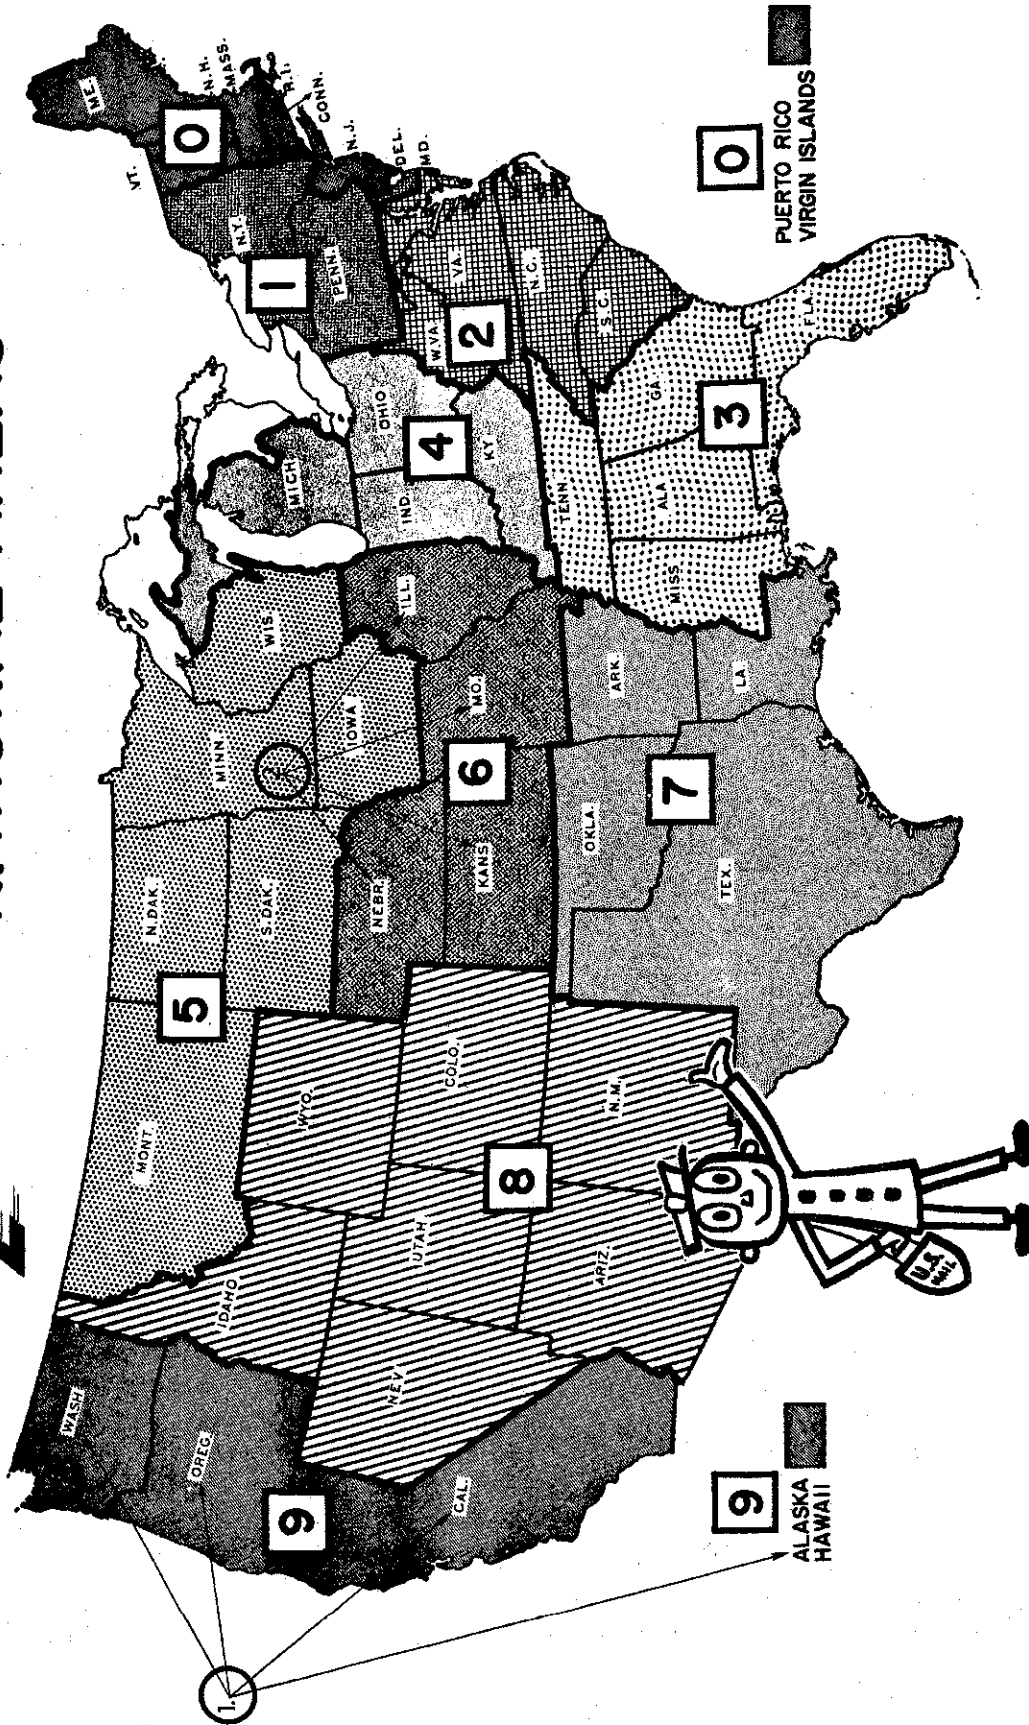 ME.
VT.
N.H.
MASS.
R.I.
CONN.
0
N.Y.
1
PENN.
N.J.
DEL.
MD.
W.VA.
VA.
2
N.C.
S.C.
MICH
OHIO
IND.
4
KY
TENN
GA
ALA
MISS
3
FLA.
WIS.
MINN
2.
IOWA
N.DAK.
S.DAK.
5
MONT
ILL.
MO.
6
NEBR.
KANS
ARK.
LA.
OKLA.
7
TEX.
WYO.
COLO.
IDAHO
UTAH
8
N.M.
ARIZ.
NEV.
WASH
OREG.
9
CAL.
1.
U.S.
MAIL
9
ALASKA
HAWAII
0
PUERTO RICO
VIRGIN ISLANDS